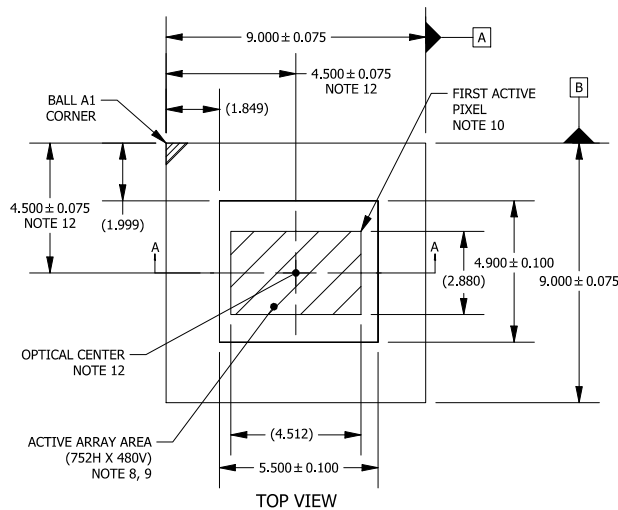 9.000 ± 0.075
A
4.500 ± 0.075
NOTE 12
BALL A1
CORNER
(1.849)
FIRST ACTIVE
PIXEL
NOTE 10
B
4.500 ± 0.075
NOTE 12
(1.999)
A
A
4.900 ± 0.100
(2.880)
9.000 ± 0.075
OPTICAL CENTER
NOTE 12
ACTIVE ARRAY AREA
(752H X 480V)
NOTE 8, 9
(4.512)
5.500 ± 0.100
TOP VIEW